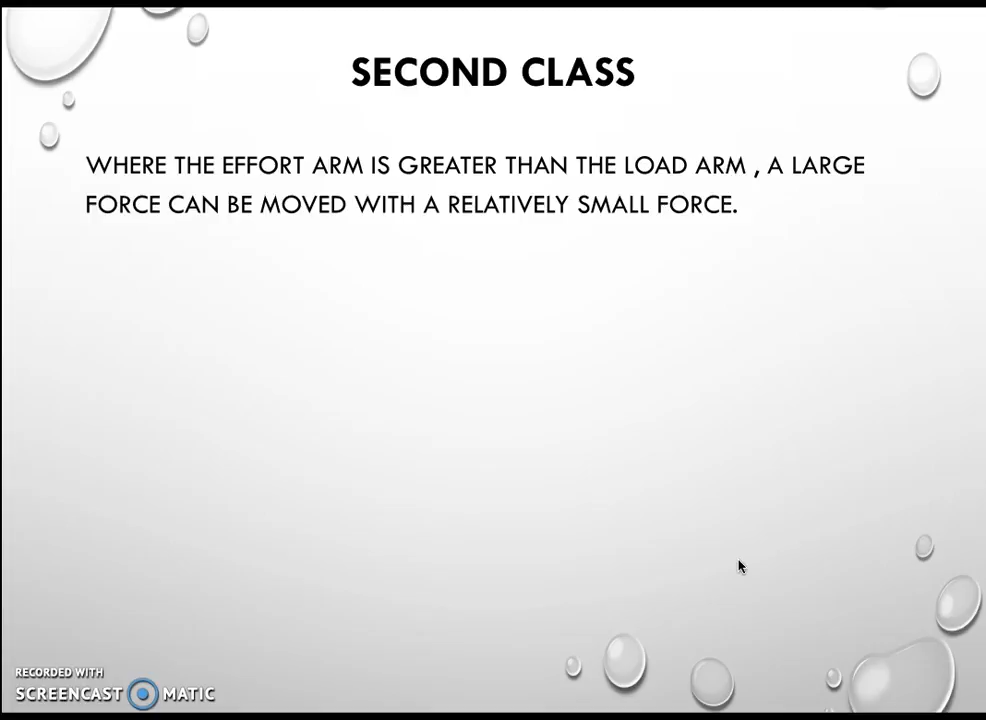 SECOND CLASS
WHERE THE EFFORT ARM IS GREATER THAN THE LOAD ARM , A LARGE
FORCE CAN BE MOVED WITH A RELATIVELY SMALL FORCE.
RECORDED WITH
SCREENCAST MATIC